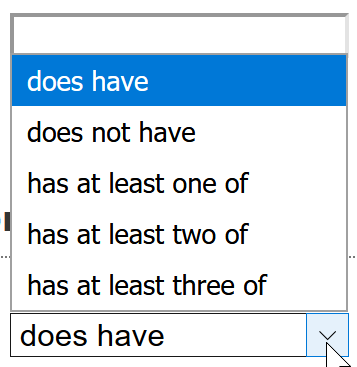 does have
does not have
has at least one of
has at least two of
has at least three of
does have